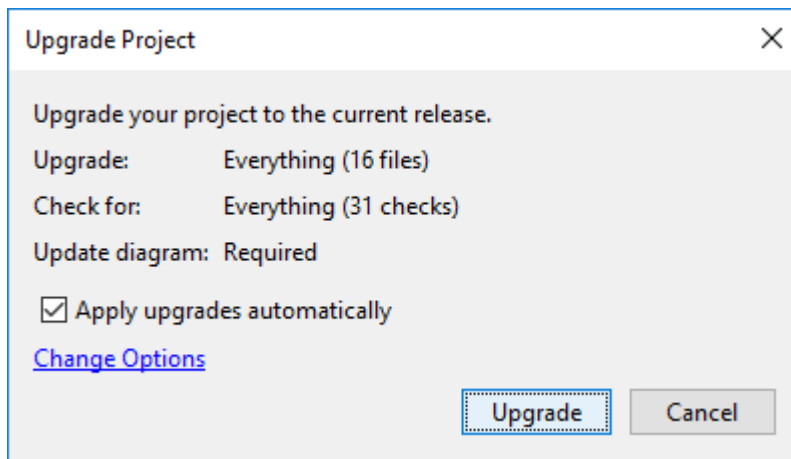 Upgrade Project
Upgrade your project to the current release.
Upgrade: Everything (16 files)
Check for: Everything (31 checks)
Update diagram: Required
Apply upgrades automatically
Change Options
Upgrade Cancel